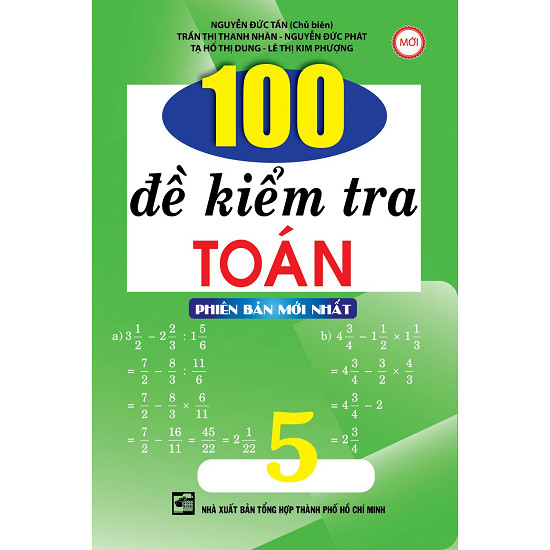 NGUYỄN ĐỨC TẤN (Chủ biên)
TRẦN THỊ THANH NHÀN - NGUYỄN ĐỨC PHÁT
TẠ HỒ THỊ DUNG - LÊ THỊ KIM PHƯỢNG
MỚI
100
đề kiểm tra
TOÁN
PHIÊN BẢN MỚI NHẤT
a) 3 1/2 - 2 2/3 : 1 5/6
= 7/2 - 8/3 : 11/6
= 7/2 - 8/3 × 6/11
= 7/2 - 16/11 = 45/22 = 2 1/22
b) 4 3/4 - 1 1/2 × 1 1/3
= 4 3/4 - 3/2 × 4/3
= 4 3/4 - 2
= 2 3/4
5
NHÀ XUẤT BẢN TỔNG HỢP THÀNH PHỐ HỒ CHÍ MINH